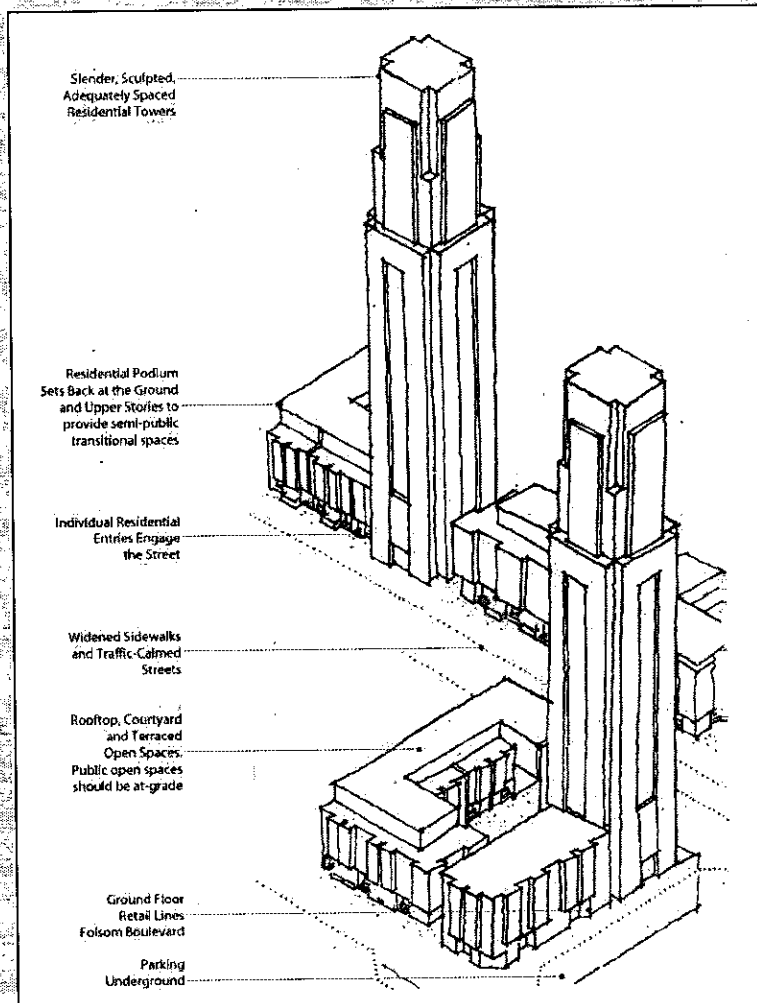 Slender, Sculpted,
Adequately Spaced
Residential Towers
Residential Podium
Sets Back at the Ground
and Upper Stories to
provide semi-public
transitional spaces
Individual Residential
Entries Engage
the Street
Widened Sidewalks
and Traffic-Calmed
Streets
Rooftop, Courtyard
and Terraced
Open Spaces.
Public open spaces
should be at-grade
Ground Floor
Retail Lines
Folsom Boulevard
Parking
Underground